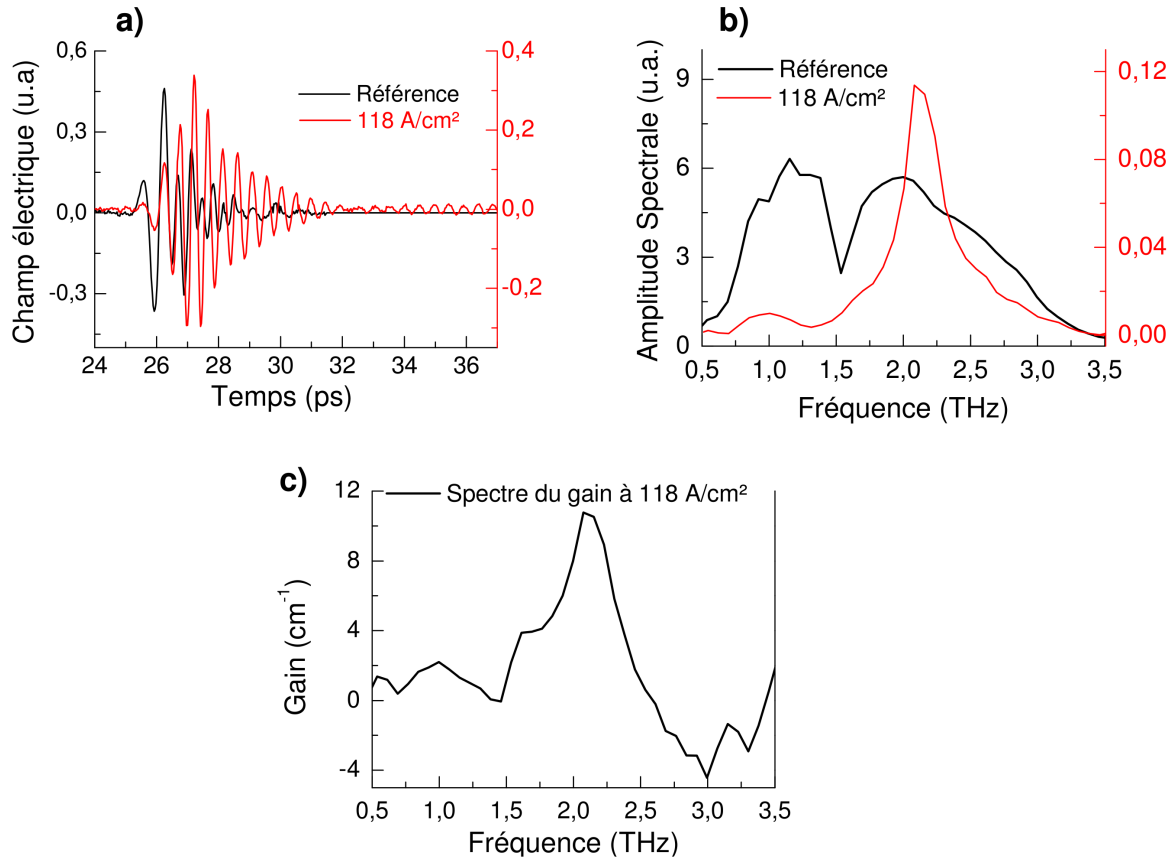 a)
0,6
0,3
0,0
-0,3
Champ électrique (u.a)
Référence
118 A/cm²
0,4
0,2
0,0
-0,2
24 26 28 30 32 34 36
Temps (ps)
b)
9
6
3
0
Amplitude Spectrale (u.a.)
Référence
118 A/cm²
0,12
0,08
0,04
0,00
0,5 1,0 1,5 2,0 2,5 3,0 3,5
Fréquence (THz)
c)
12
8
4
0
-4
Gain (cm⁻¹)
Spectre du gain à 118 A/cm²
0,5 1,0 1,5 2,0 2,5 3,0 3,5
Fréquence (THz)